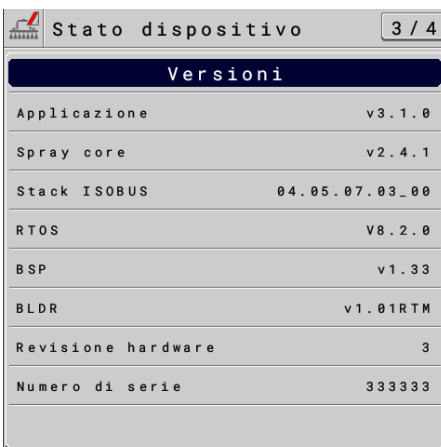 Stato dispositivo 3/4
Versioni
Applicazione v3.1.0
Spray core v2.4.1
Stack ISOBUS 04.05.07.03_00
RTOS V8.2.0
BSP v1.33
BLDR v1.01RTM
Revisione hardware 3
Numero di serie 333333